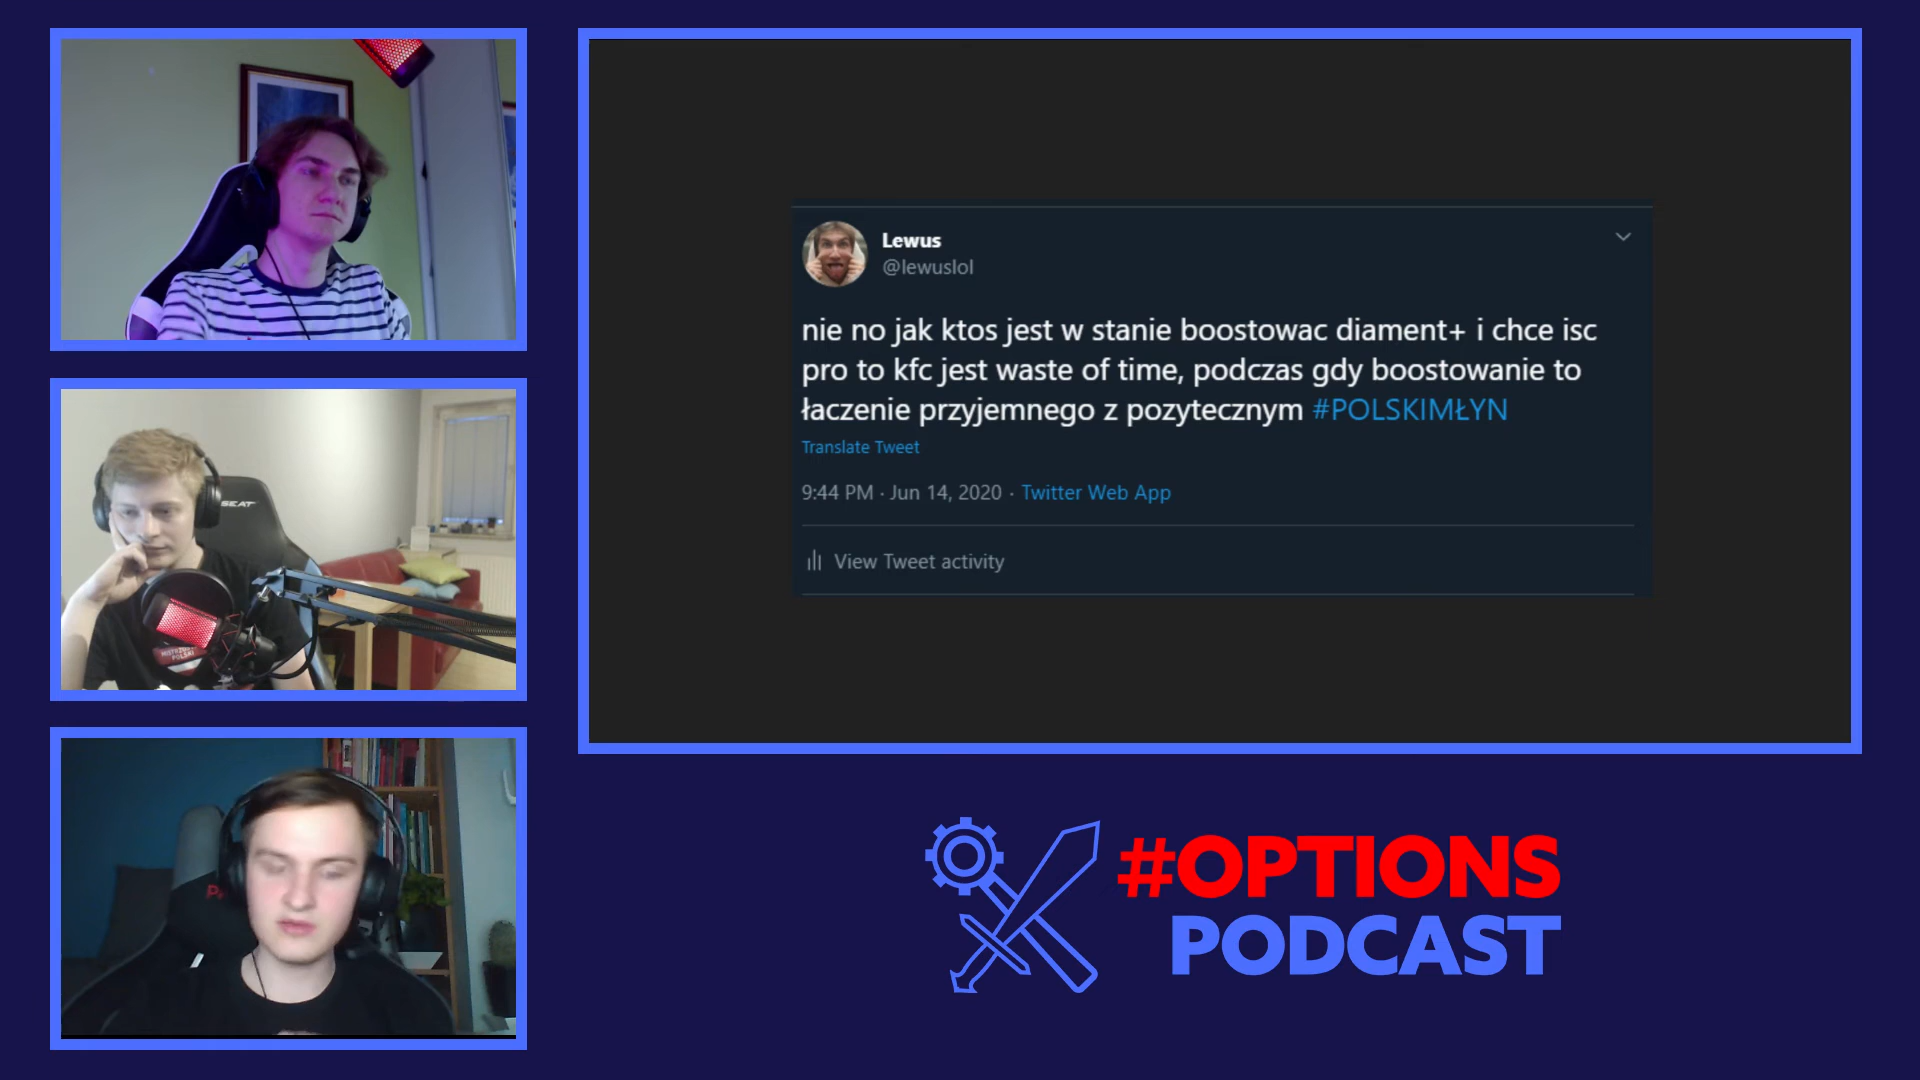 Lewus
@lewuslol
nie no jak ktos jest w stanie boostowac diament+ i chce isc
pro to kfc jest waste of time, podczas gdy boostowanie to
łaczenie przyjemnego z pozytecznym #POLSKIMŁYN
Translate Tweet
9:44 PM · Jun 14, 2020 · Twitter Web App
View Tweet activity
SEAT
POLSKI
#OPTIONS
PODCAST